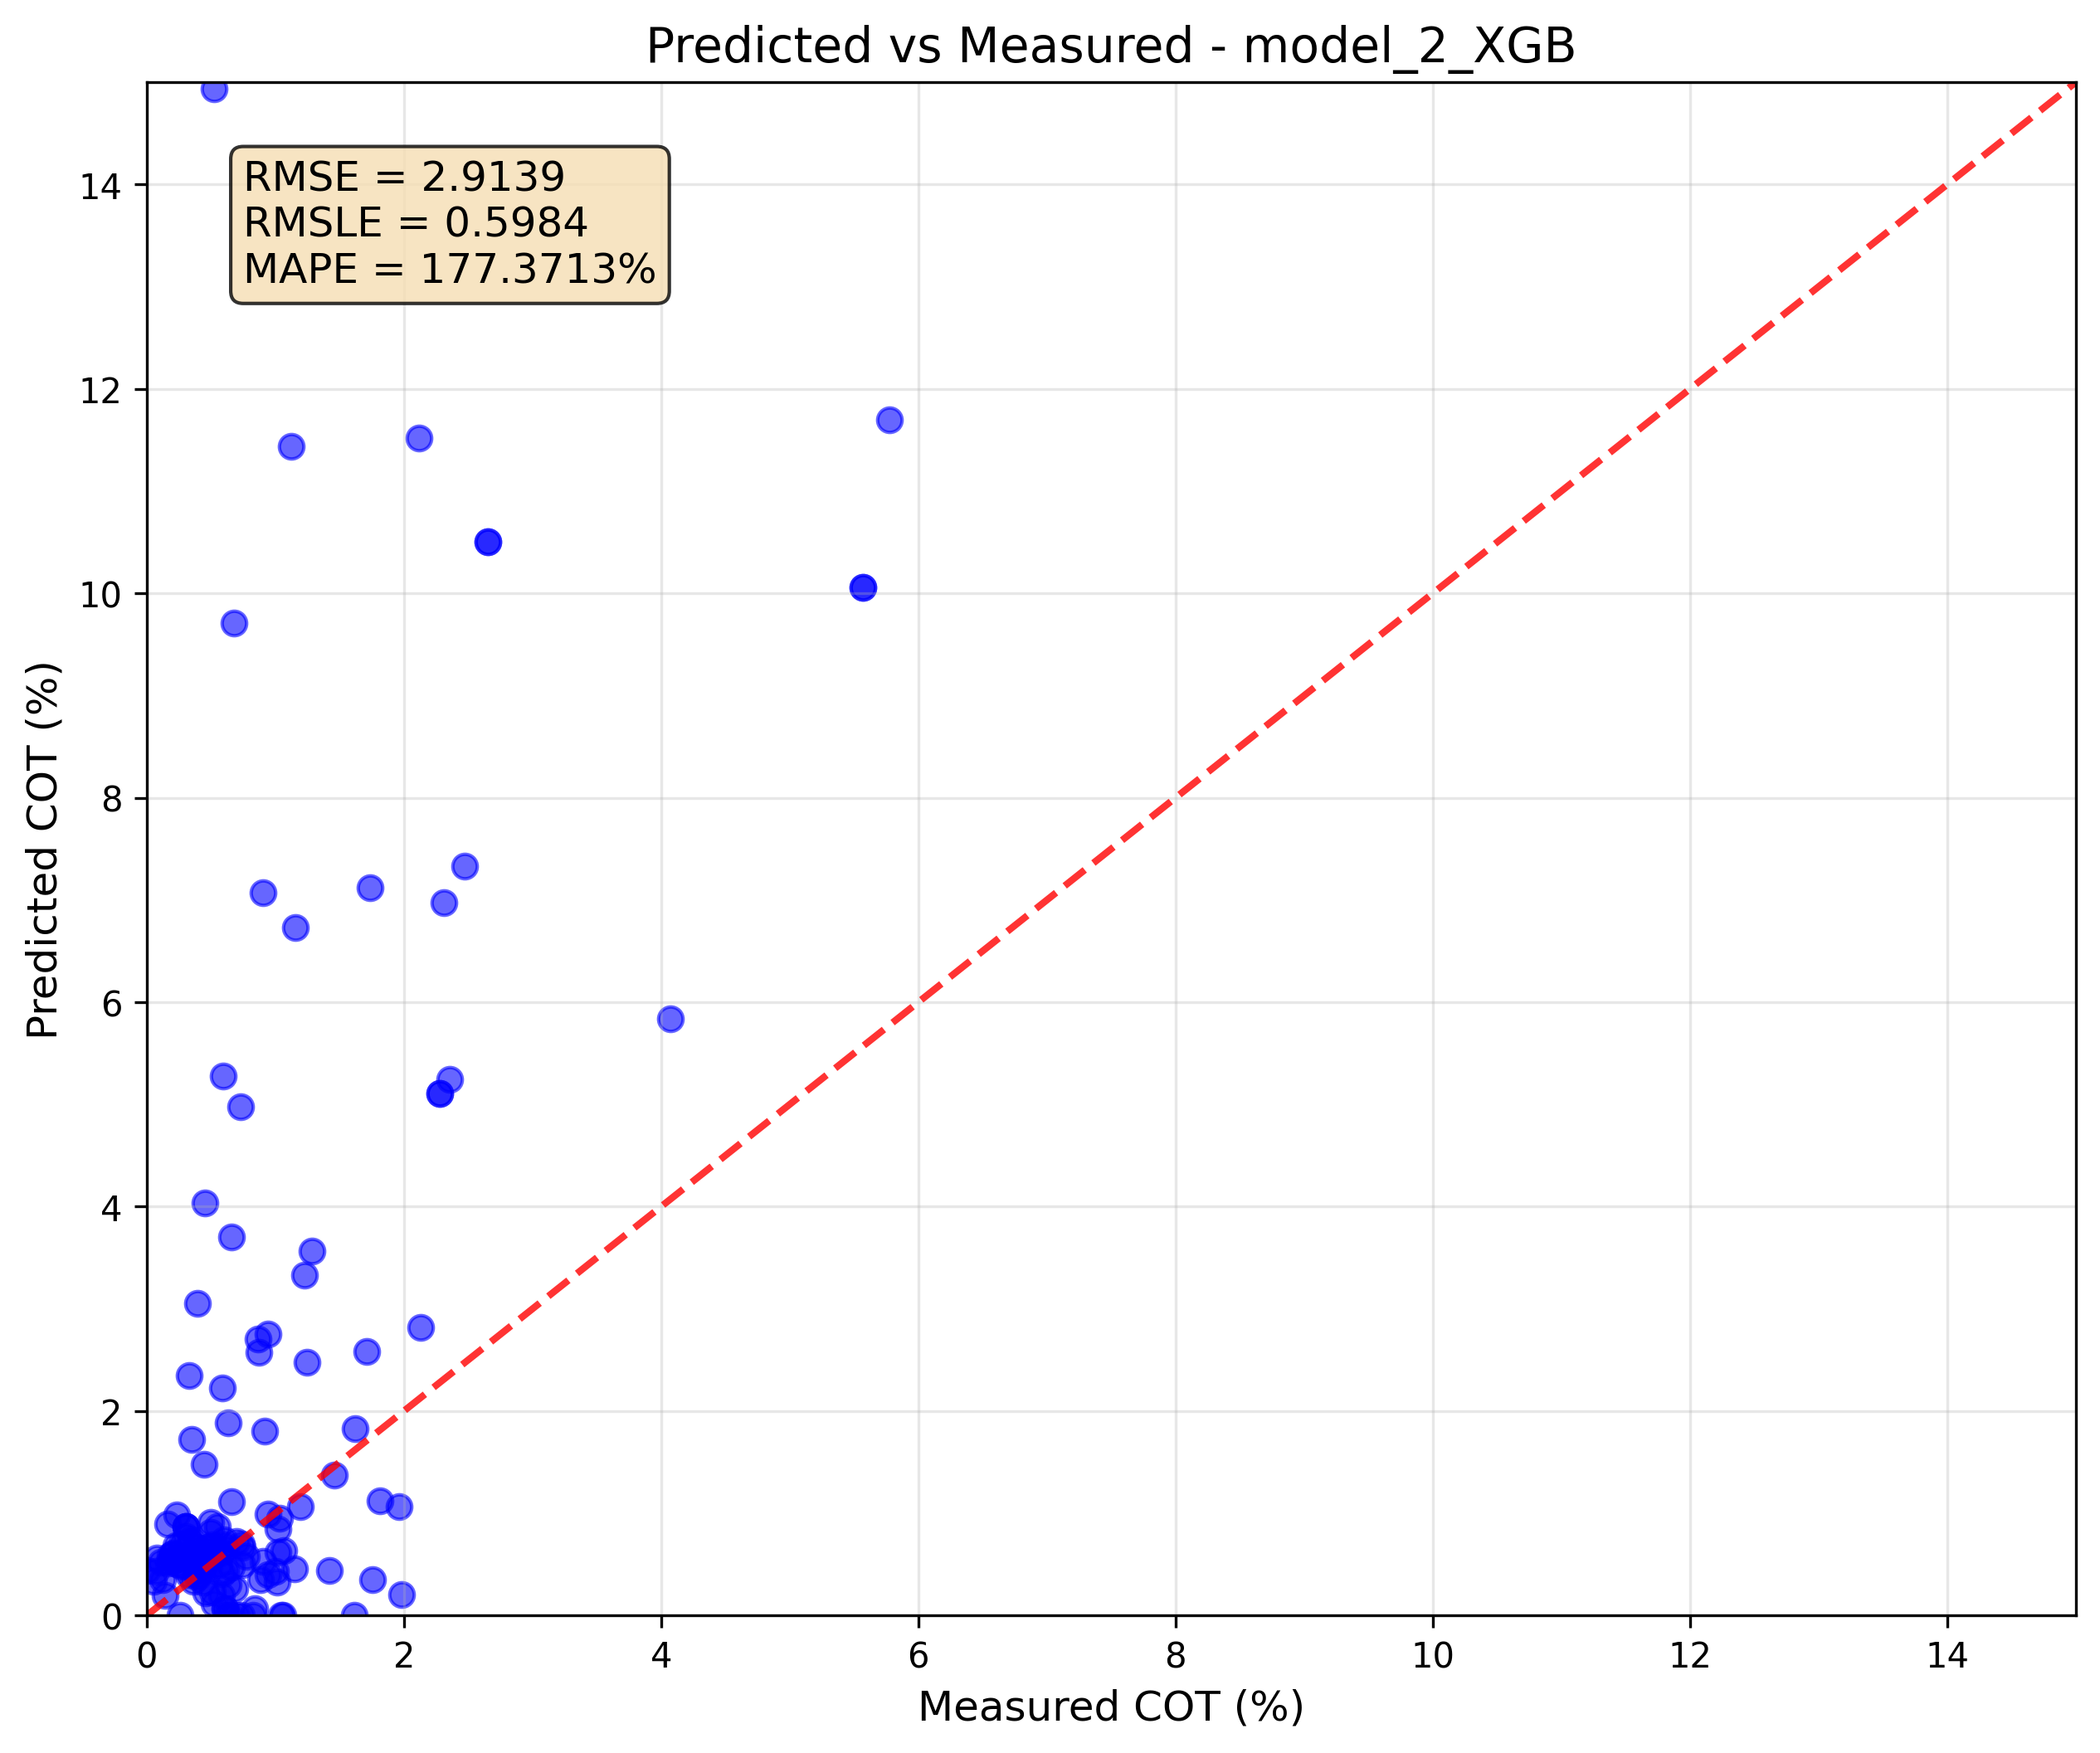 Predicted vs Measured - model_2_XGB
RMSE = 2.9139
RMSLE = 0.5984
MAPE = 177.3713%
Predicted COT (%)
14
12
10
8
6
4
2
0
0 2 4 6 8 10 12 14
Measured COT (%)